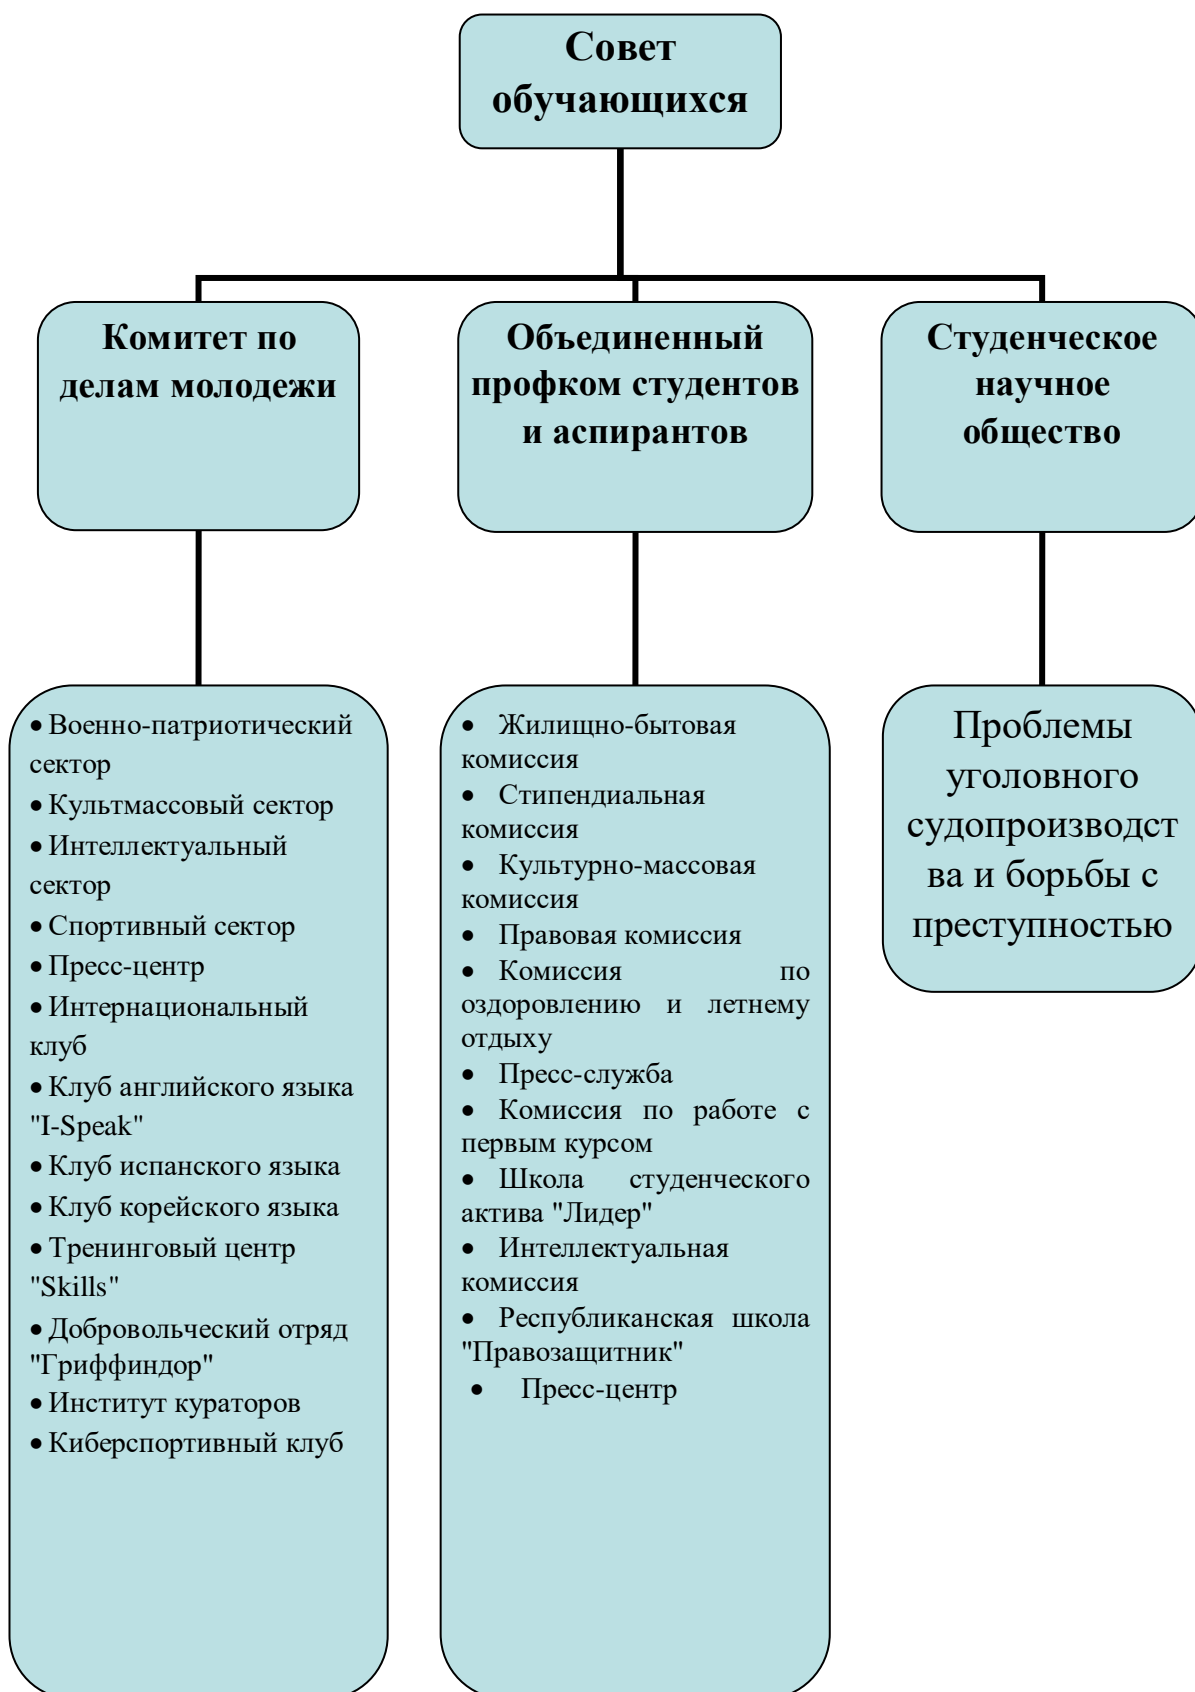 Совет
обучающихся
Комитет по
делам молодежи
Объединенный
профком студентов
и аспирантов
Студенческое
научное
общество
• Военно-патриотический
сектор
• Культмассовый сектор
• Интеллектуальный
сектор
• Спортивный сектор
• Пресс-центр
• Интернациональный
клуб
• Клуб английского языка
"I-Speak"
• Клуб испанского языка
• Клуб корейского языка
• Тренинговый центр
"Skills"
• Добровольческий отряд
"Гриффиндор"
• Институт кураторов
• Киберспортивный клуб
• Жилищно-бытовая
комиссия
• Стипендиальная
комиссия
• Культурно-массовая
комиссия
• Правовая комиссия
• Комиссия по
оздоровлению и летнему
отдыху
• Пресс-служба
• Комиссия по работе с
первым курсом
• Школа студенческого
актива "Лидер"
• Интеллектуальная
комиссия
• Республиканская школа
"Правозащитник"
• Пресс-центр
Проблемы
уголовного
судопроизводст
ва и борьбы с
преступностью